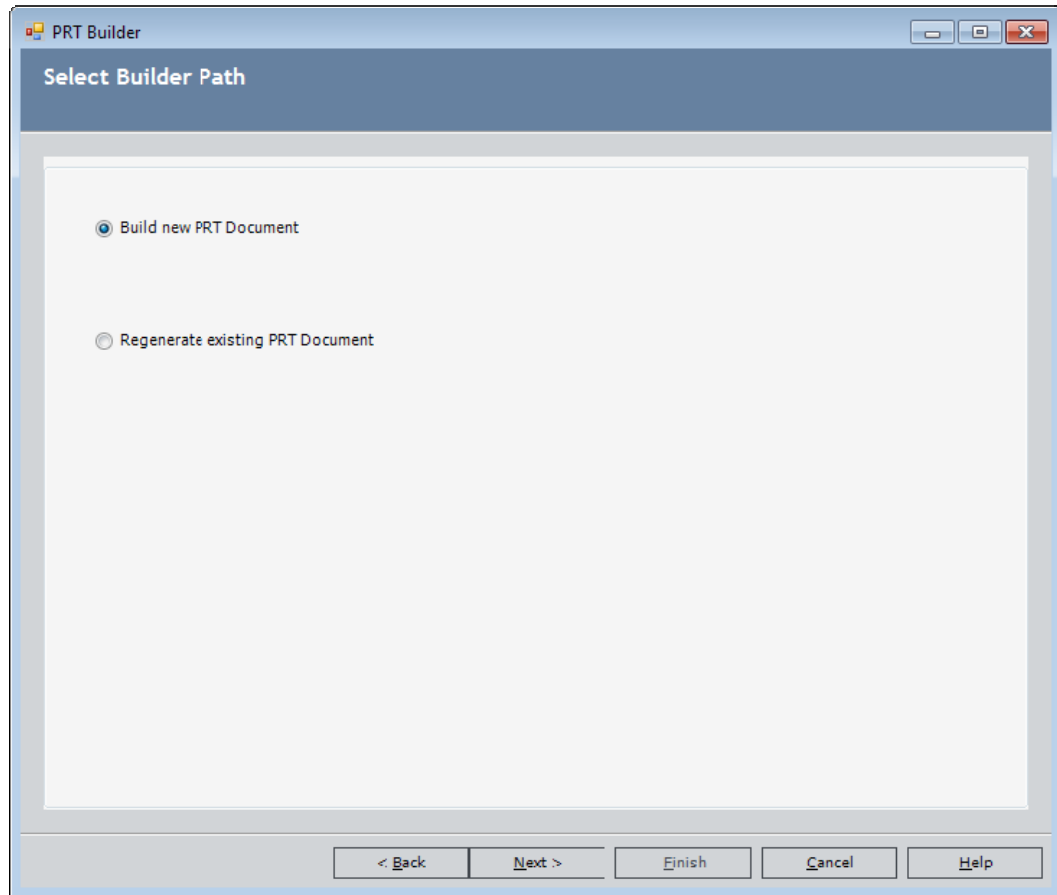 PRT Builder
Select Builder Path
Build new PRT Document
Regenerate existing PRT Document
< Back
Next >
Finish
Cancel
Help